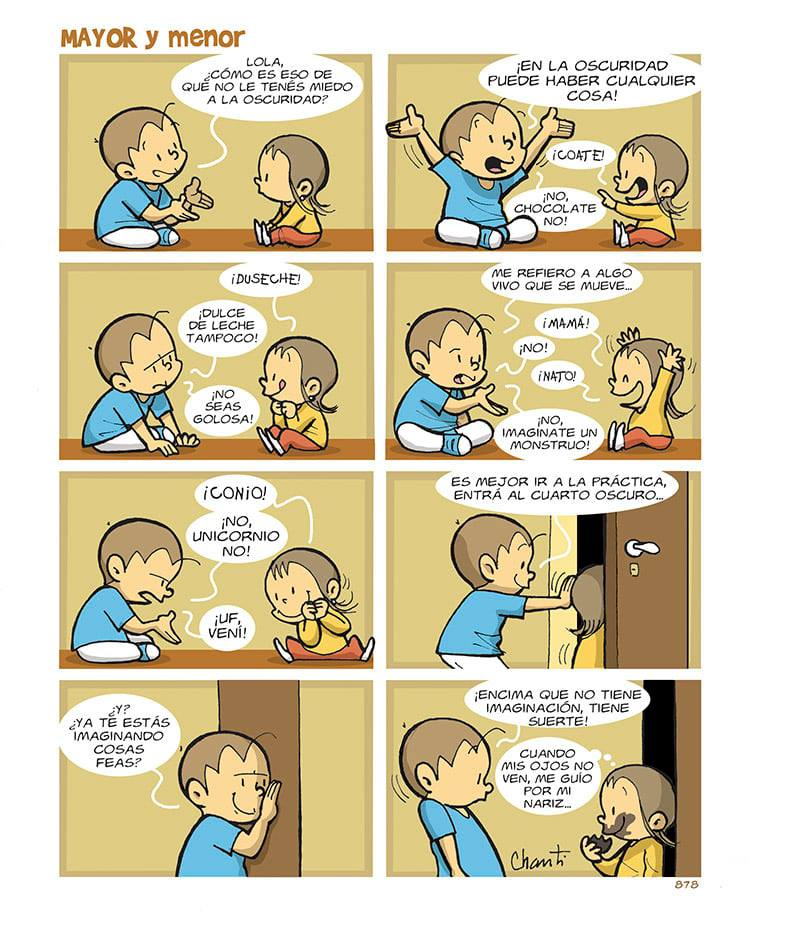 MAYOR y menor
LOLA,
¿CÓMO ES ESO DE
QUE NO LE TENÉS MIEDO
A LA OSCURIDAD?
¡EN LA OSCURIDAD
PUEDE HABER CUALQUIER
COSA!
¡COATE!
¡NO,
CHOCOLATE
NO!
¡DUSECHE!
¡DULCE
DE LECHE
TAMPOCO!
¡NO
SEAS
GOLOSA!
ME REFIERO A ALGO
VIVO QUE SE MUEVE...
¡MAMÁ!
¡NO!
¡NATO!
¡NO,
IMAGINATE UN
MONSTRUO!
¡CONIO!
¡NO,
UNICORNIO
NO!
¡UF,
VENÍ!
ES MEJOR IR A LA PRÁCTICA,
ENTRÁ AL CUARTO OSCURO...
¿Y?
¿YA TE ESTÁS
IMAGINANDO
COSAS
FEAS?
¡ENCIMA QUE NO TIENE
IMAGINACIÓN, TIENE
SUERTE!
CUANDO
MIS OJOS NO
VEN, ME GUÍO
POR MI
NARIZ...
Chanti
878